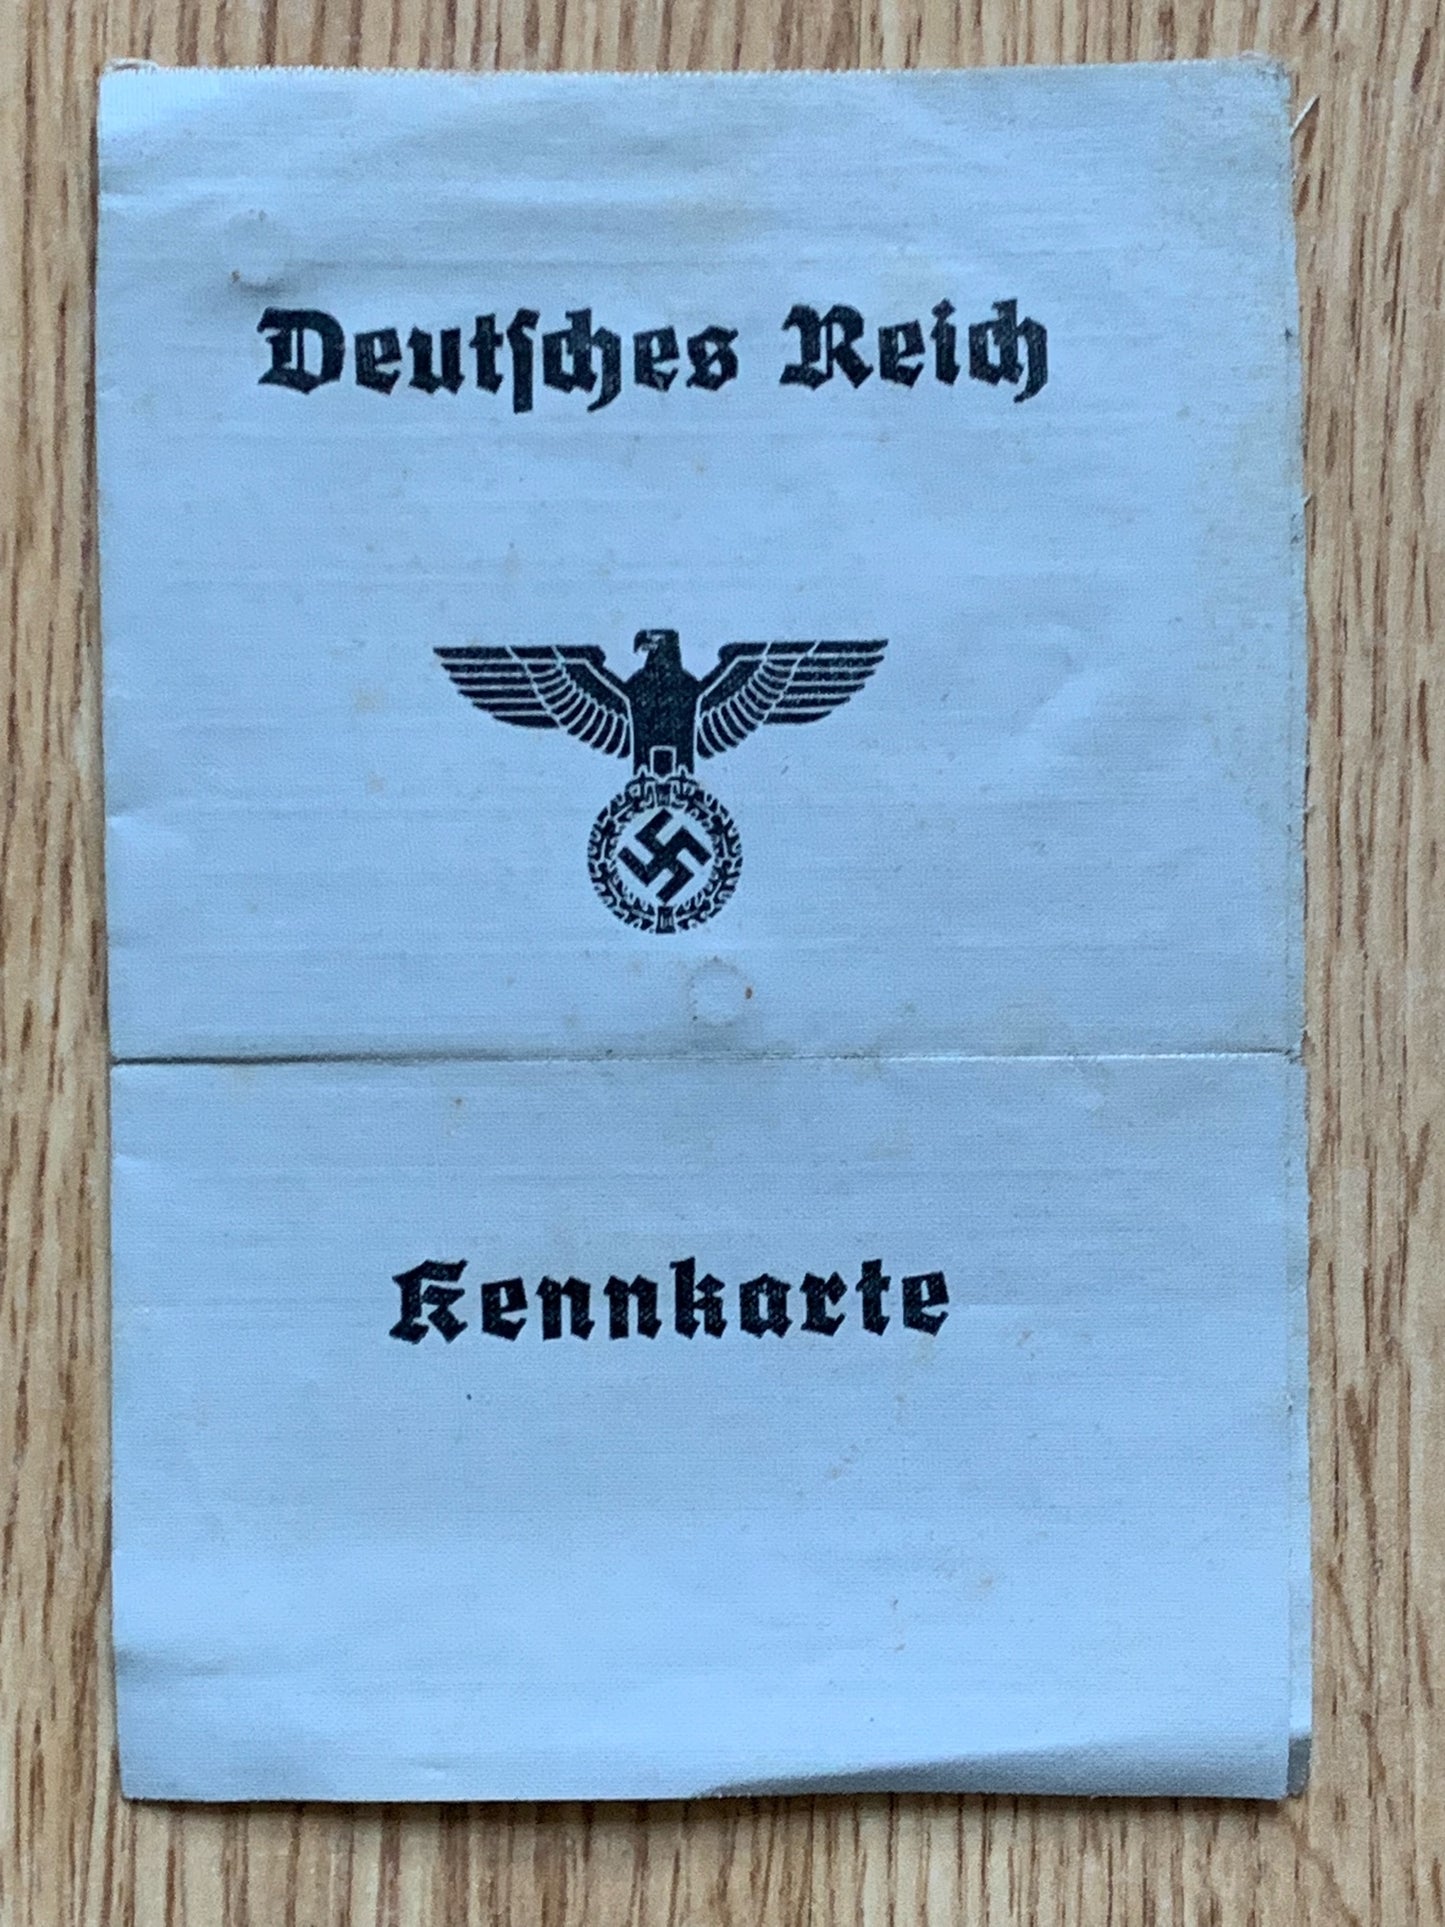 Deutſches Reich
Kennkarte